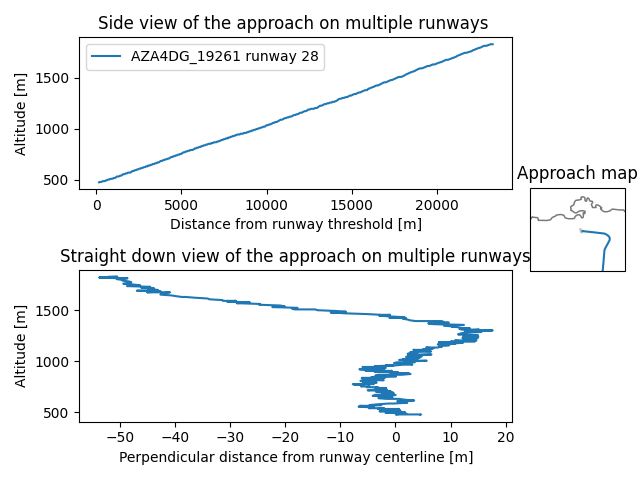 Side view of the approach on multiple runways
AZA4DG_19261 runway 28
Altitude [m]
1500
1000
500
0 5000 10000 15000 20000
Distance from runway threshold [m]
Approach map
Straight down view of the approach on multiple runways
Altitude [m]
1500
1000
500
−50 −40 −30 −20 −10 0 10 20
Perpendicular distance from runway centerline [m]